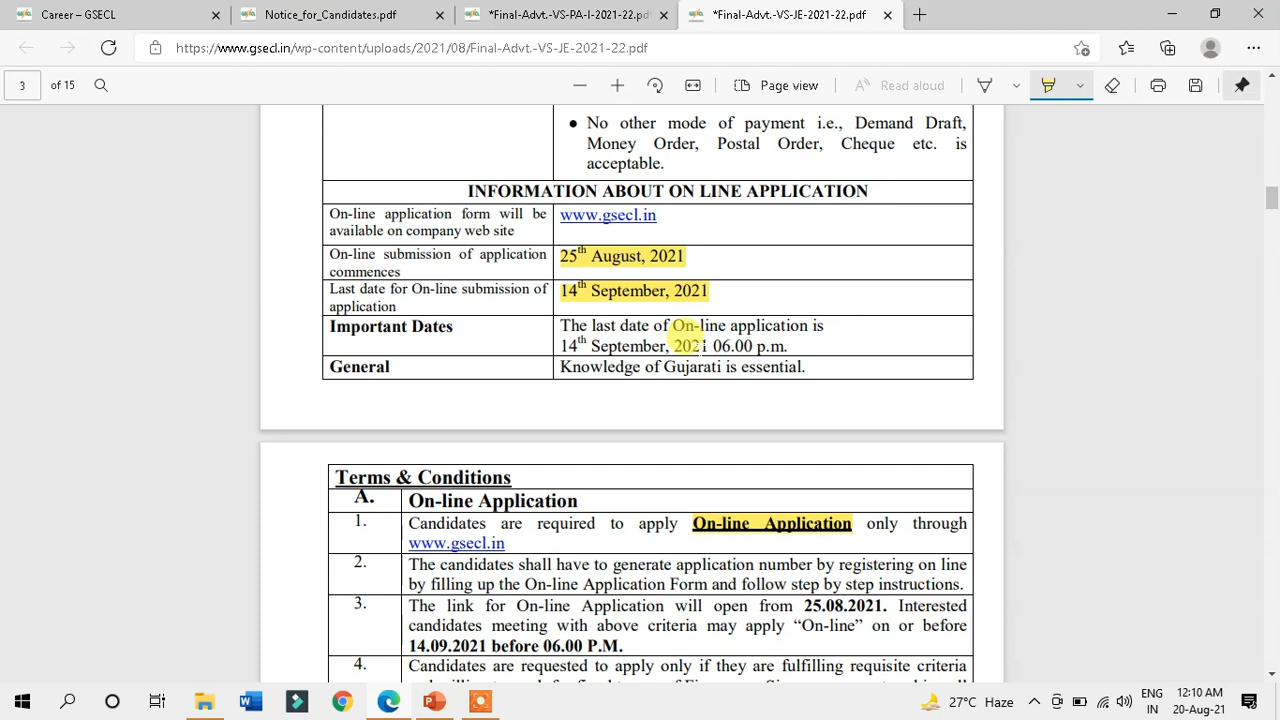 Career – GSECL
Notice_for_Candidates.pdf
*Final-Advt.-VS-PA-I-2021-22.pdf
*Final-Advt.-VS-JE-2021-22.pdf
https://www.gsecl.in/wp-content/uploads/2021/08/Final-Advt.-VS-JE-2021-22.pdf
3 of 15
Page view
Read aloud
• No other mode of payment i.e., Demand Draft,
Money Order, Postal Order, Cheque etc. is
acceptable.
INFORMATION ABOUT ON LINE APPLICATION
On-line application form will be
available on company web site
www.gsecl.in
On-line submission of application
commences
25th August, 2021
Last date for On-line submission of
application
14th September, 2021
Important Dates
The last date of On-line application is
14th September, 2021 06.00 p.m.
General
Knowledge of Gujarati is essential.
Terms & Conditions
A. On-line Application
1. Candidates are required to apply On-line Application only through
www.gsecl.in
2. The candidates shall have to generate application number by registering on line
by filling up the On-line Application Form and follow step by step instructions.
3. The link for On-line Application will open from 25.08.2021. Interested
candidates meeting with above criteria may apply “On-line” on or before
14.09.2021 before 06.00 P.M.
4. Candidates are requested to apply only if they are fulfilling requisite criteria
27°C Haze
ENG
IN
12:10 AM
20-Aug-21